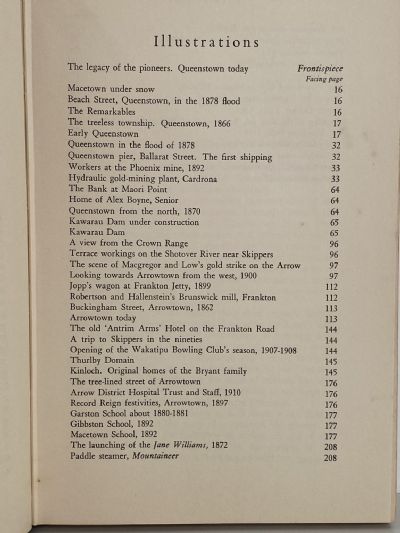 Illustrations
The legacy of the pioneers. Queenstown today Frontispiece
Facing page
Macetown under snow 16
Beach Street, Queenstown, in the 1878 flood 16
The Remarkables 16
The treeless township. Queenstown, 1866 17
Early Queenstown 17
Queenstown in the flood of 1878 32
Queenstown pier, Ballarat Street. The first shipping 32
Workers at the Phoenix mine, 1892 33
Hydraulic gold-mining plant, Cardrona 33
The Bank at Maori Point 64
Home of Alex Boyne, Senior 64
Queenstown from the north, 1870 64
Kawarau Dam under construction 65
Kawarau Dam 65
A view from the Crown Range 96
Terrace workings on the Shotover River near Skippers 96
The scene of Macgregor and Low's gold strike on the Arrow 97
Looking towards Arrowtown from the west, 1900 97
Jopp's wagon at Frankton Jetty, 1899 112
Robertson and Hallenstein's Brunswick mill, Frankton 112
Buckingham Street, Arrowtown, 1862 113
Arrowtown today 113
The old 'Antrim Arms' Hotel on the Frankton Road 144
A trip to Skippers in the nineties 144
Opening of the Wakatipu Bowling Club's season, 1907-1908 144
Thurlby Domain 145
Kinloch. Original homes of the Bryant family 145
The tree-lined street of Arrowtown 176
Arrow District Hospital Trust and Staff, 1910 176
Record Reign festivities, Arrowtown, 1897 176
Garston School about 1880-1881 177
Gibbston School, 1892 177
Macetown School, 1892 177
The launching of the Jane Williams, 1872 208
Paddle steamer, Mountaineer 208